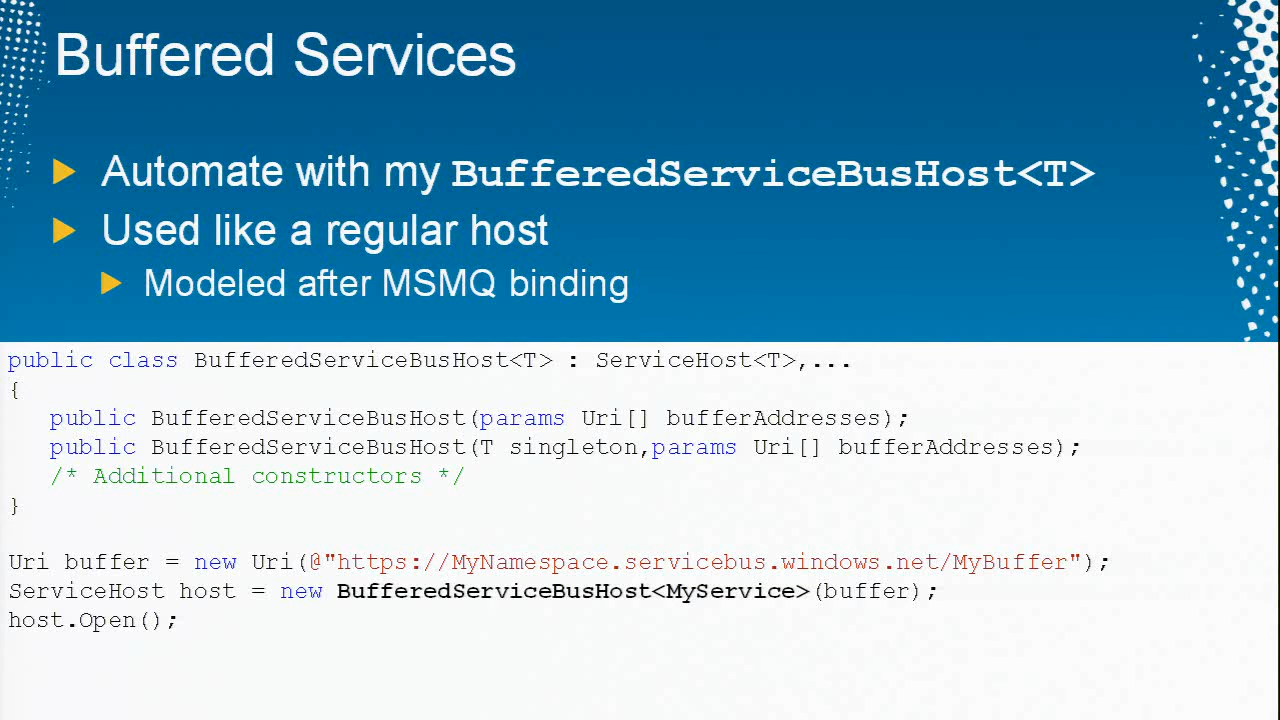 Buffered Services
Automate with my BufferedServiceBusHost<T>
Used like a regular host
Modeled after MSMQ binding
public class BufferedServiceBusHost<T> : ServiceHost<T>,...
{
   public BufferedServiceBusHost(params Uri[] bufferAddresses);
   public BufferedServiceBusHost(T singleton,params Uri[] bufferAddresses);
   /* Additional constructors */
}
Uri buffer = new Uri(@"https://MyNamespace.servicebus.windows.net/MyBuffer");
ServiceHost host = new BufferedServiceBusHost<MyService>(buffer);
host.Open();